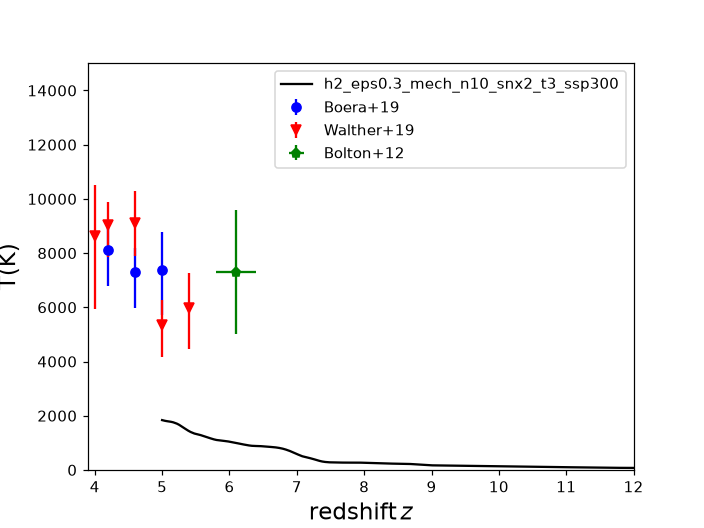 h2_eps0.3_mech_n10_snx2_t3_ssp300
Boera+19
Walther+19
Bolton+12
14000
12000
10000
8000
6000
4000
2000
0
T(K)
4 5 6 7 8 9 10 11 12
redshift z